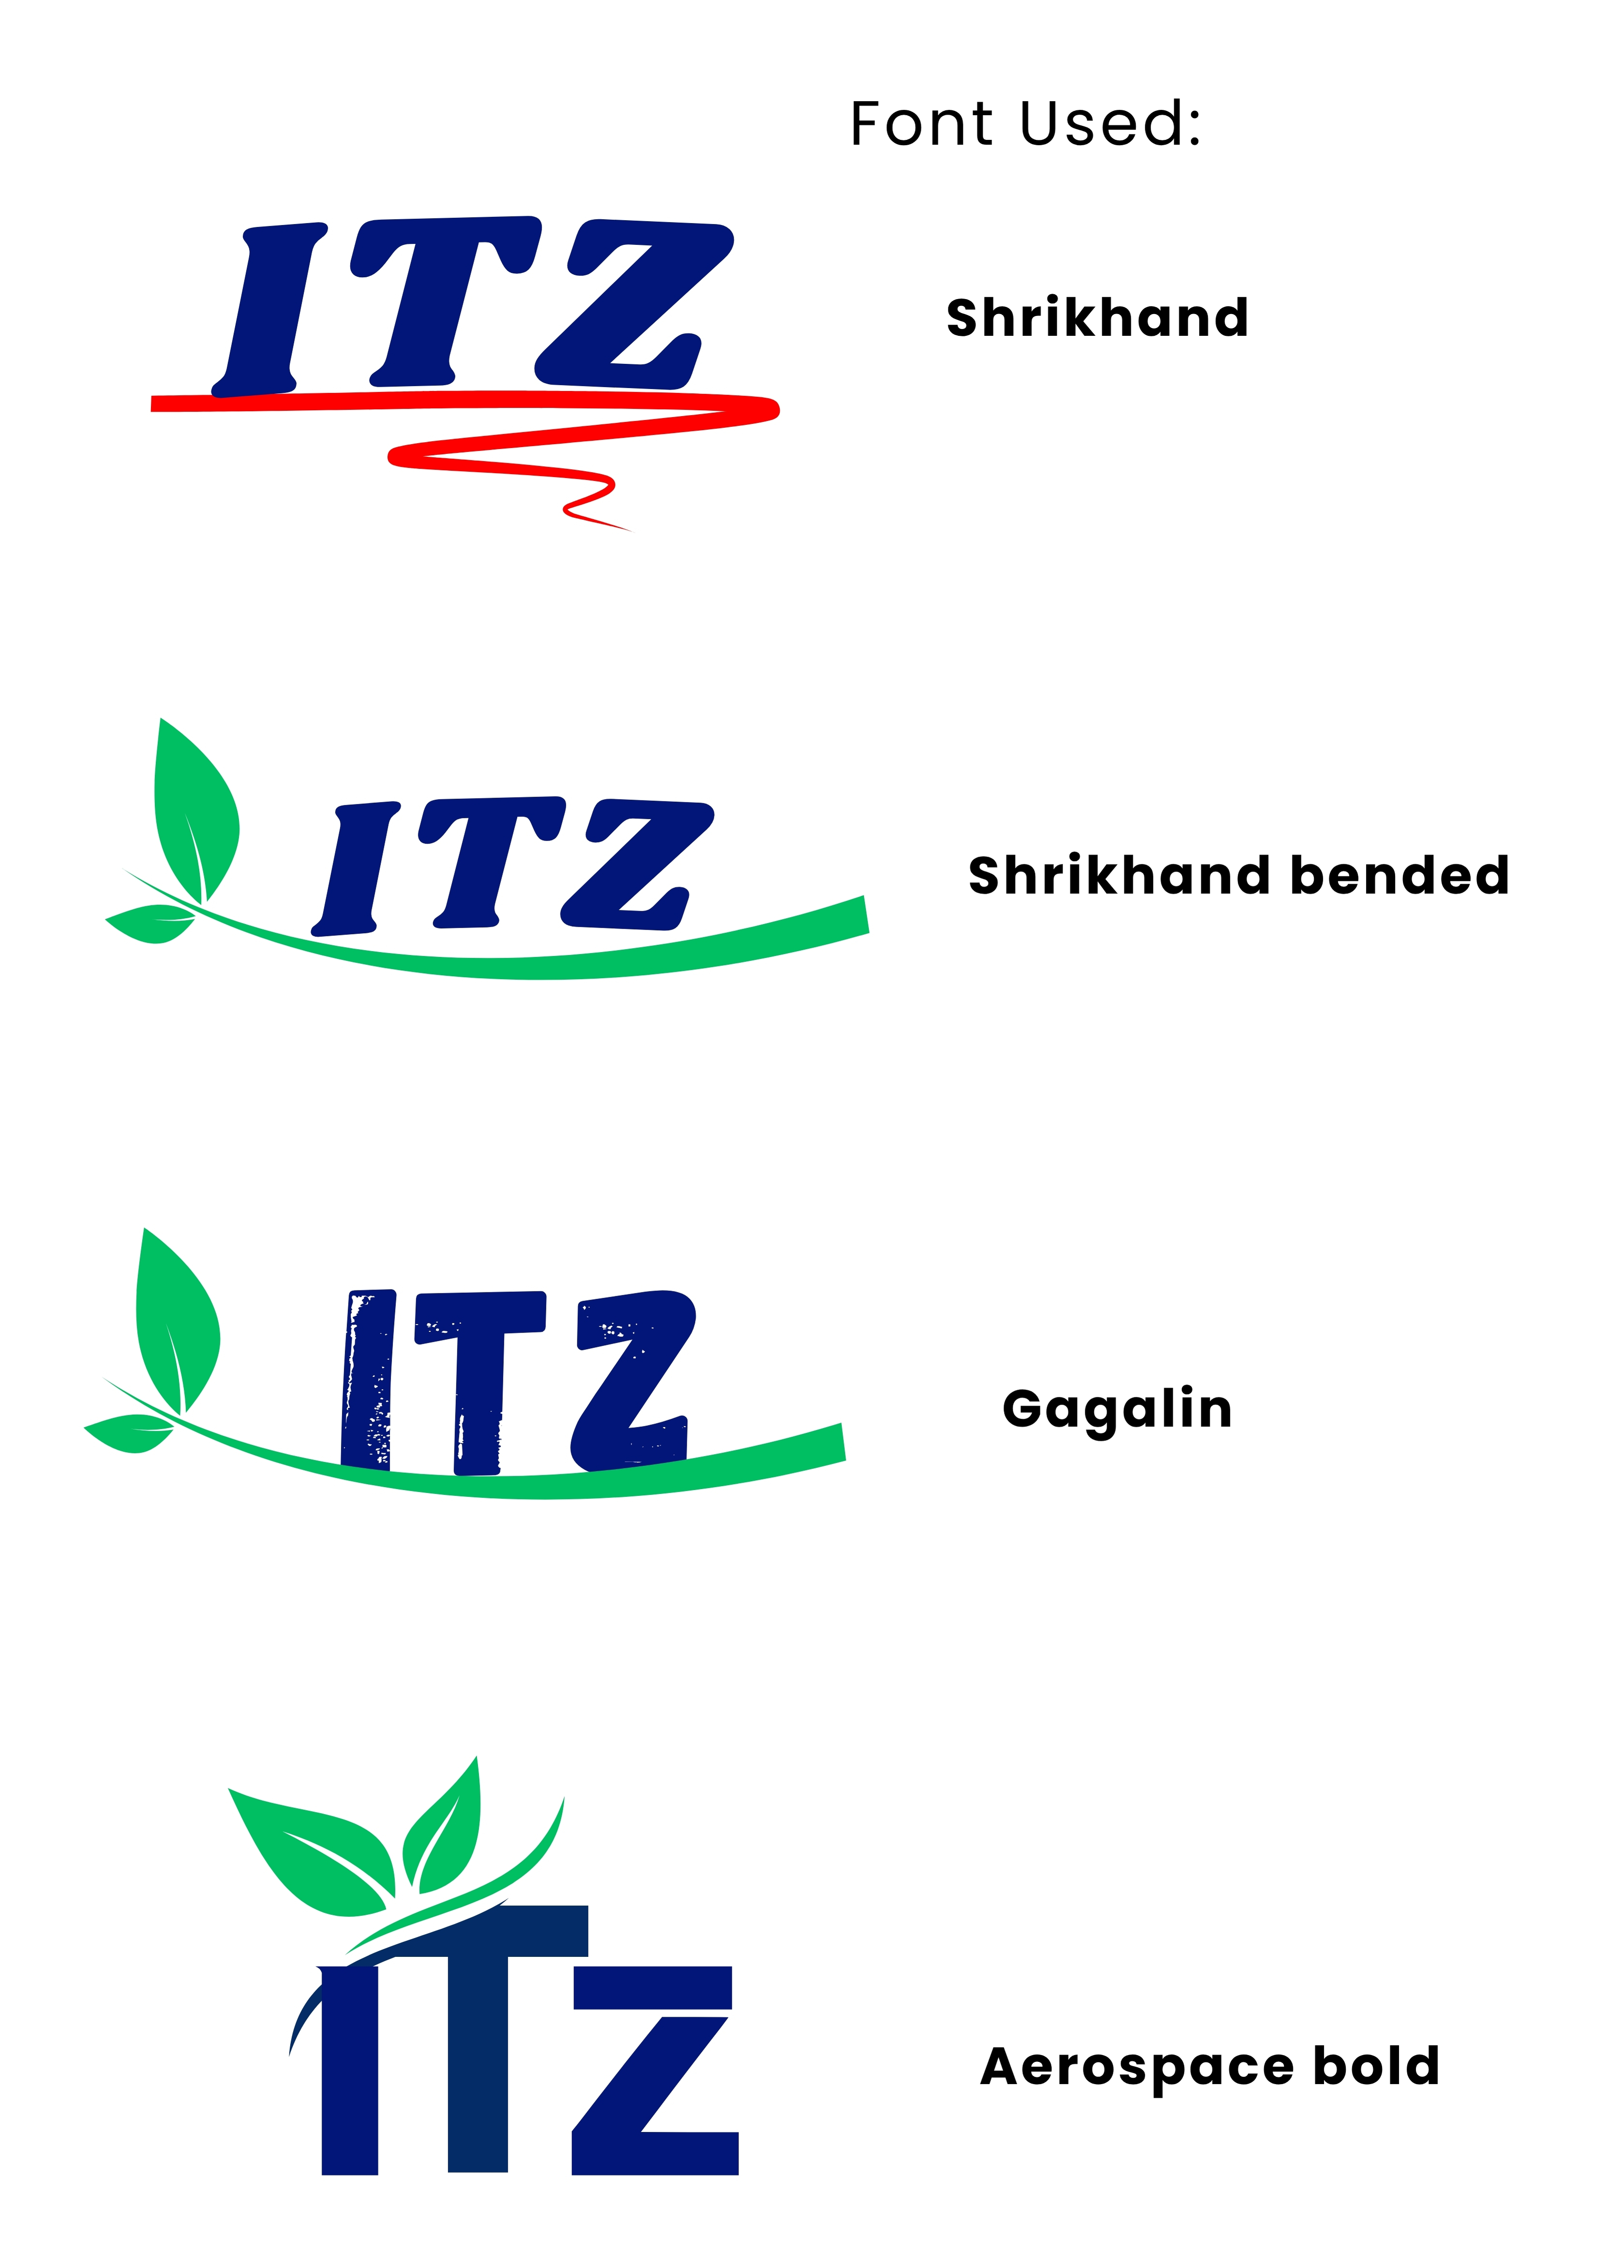 Font Used:
ITZ
Shrikhand
ITZ
Shrikhand bended
ITZ
Gagalin
ITZ
Aerospace bold